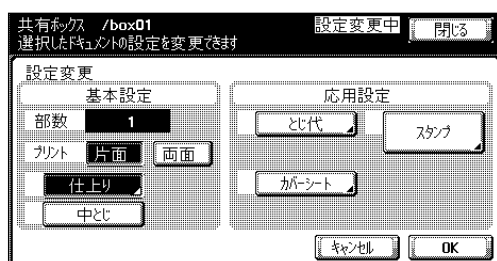 共有ボックス /box01 設定変更中 閉じる
選択したドキュメントの設定を変更できます
設定変更
基本設定 応用設定
部数 1 とじ代 スタンプ
プリント 片面 両面
仕上り カバーシート
中とじ
キャンセル OK